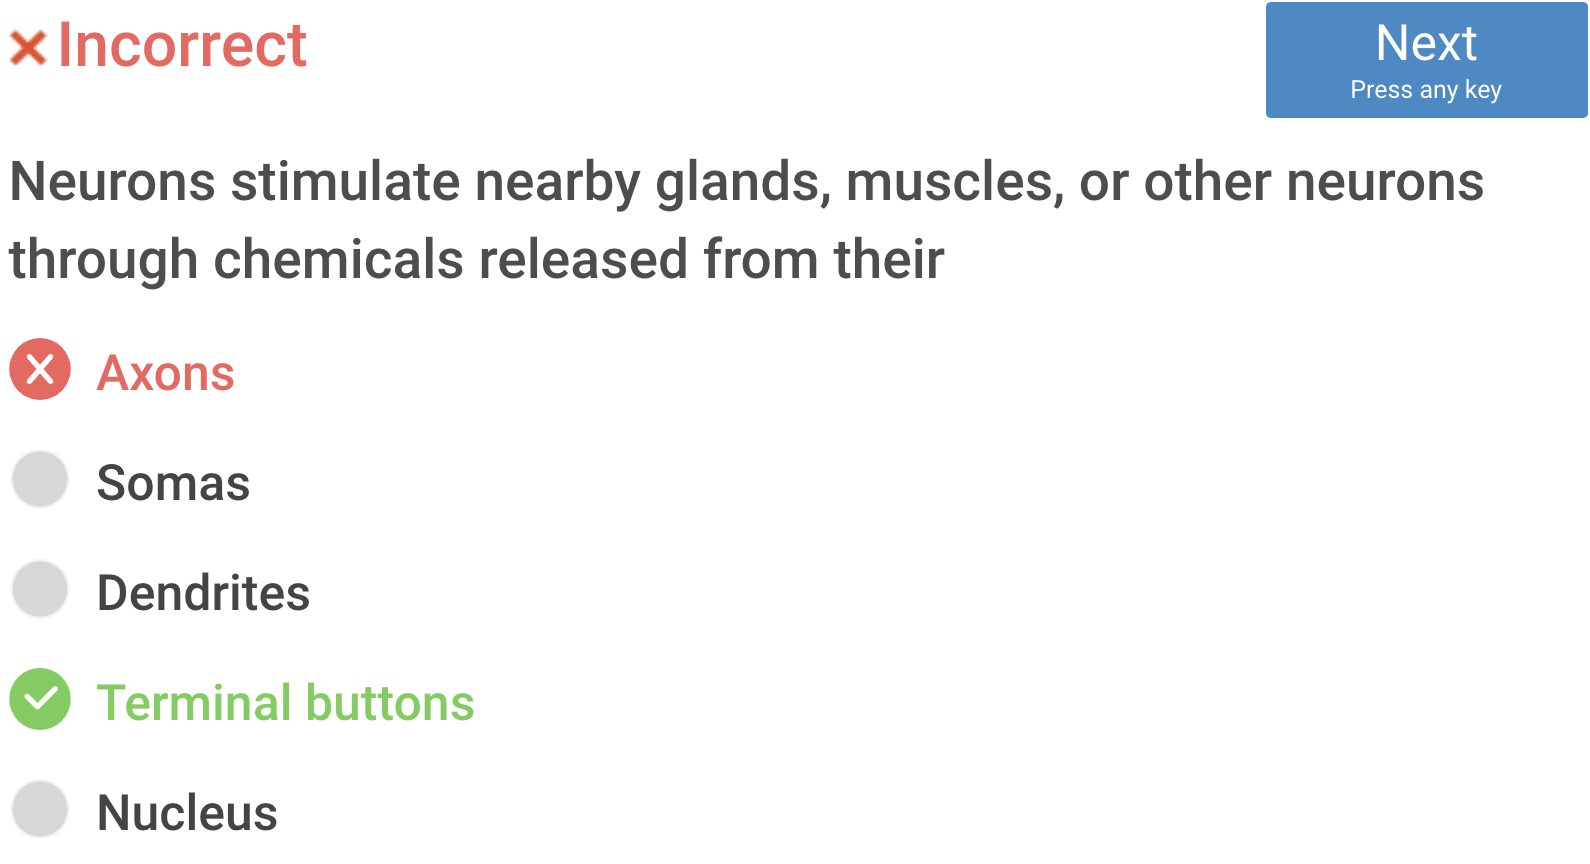 Incorrect
Next
Press any key
Neurons stimulate nearby glands, muscles, or other neurons
through chemicals released from their
Axons
Somas
Dendrites
Terminal buttons
Nucleus